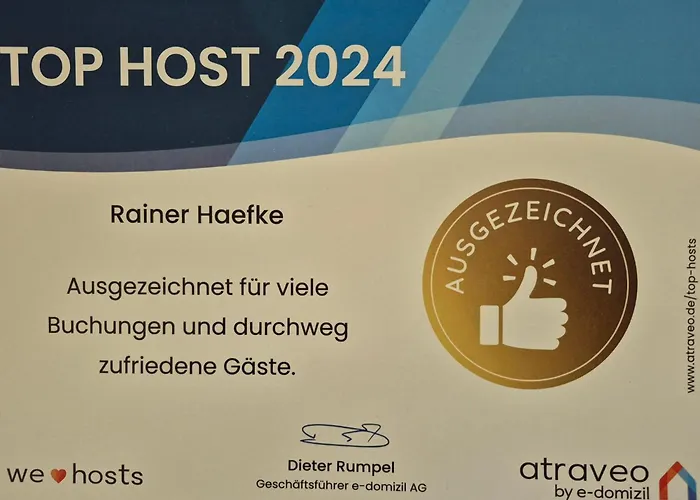 TOP HOST 2024
Rainer Haefke
AUSGEZEICHNET
Ausgezeichnet für viele
Buchungen und durchweg
zufriedene Gäste.
www.atraveo.de/top-hosts
Dieter Rumpel
Geschäftsführer e-domizil AG
we hosts
atraveo
by e-domizil